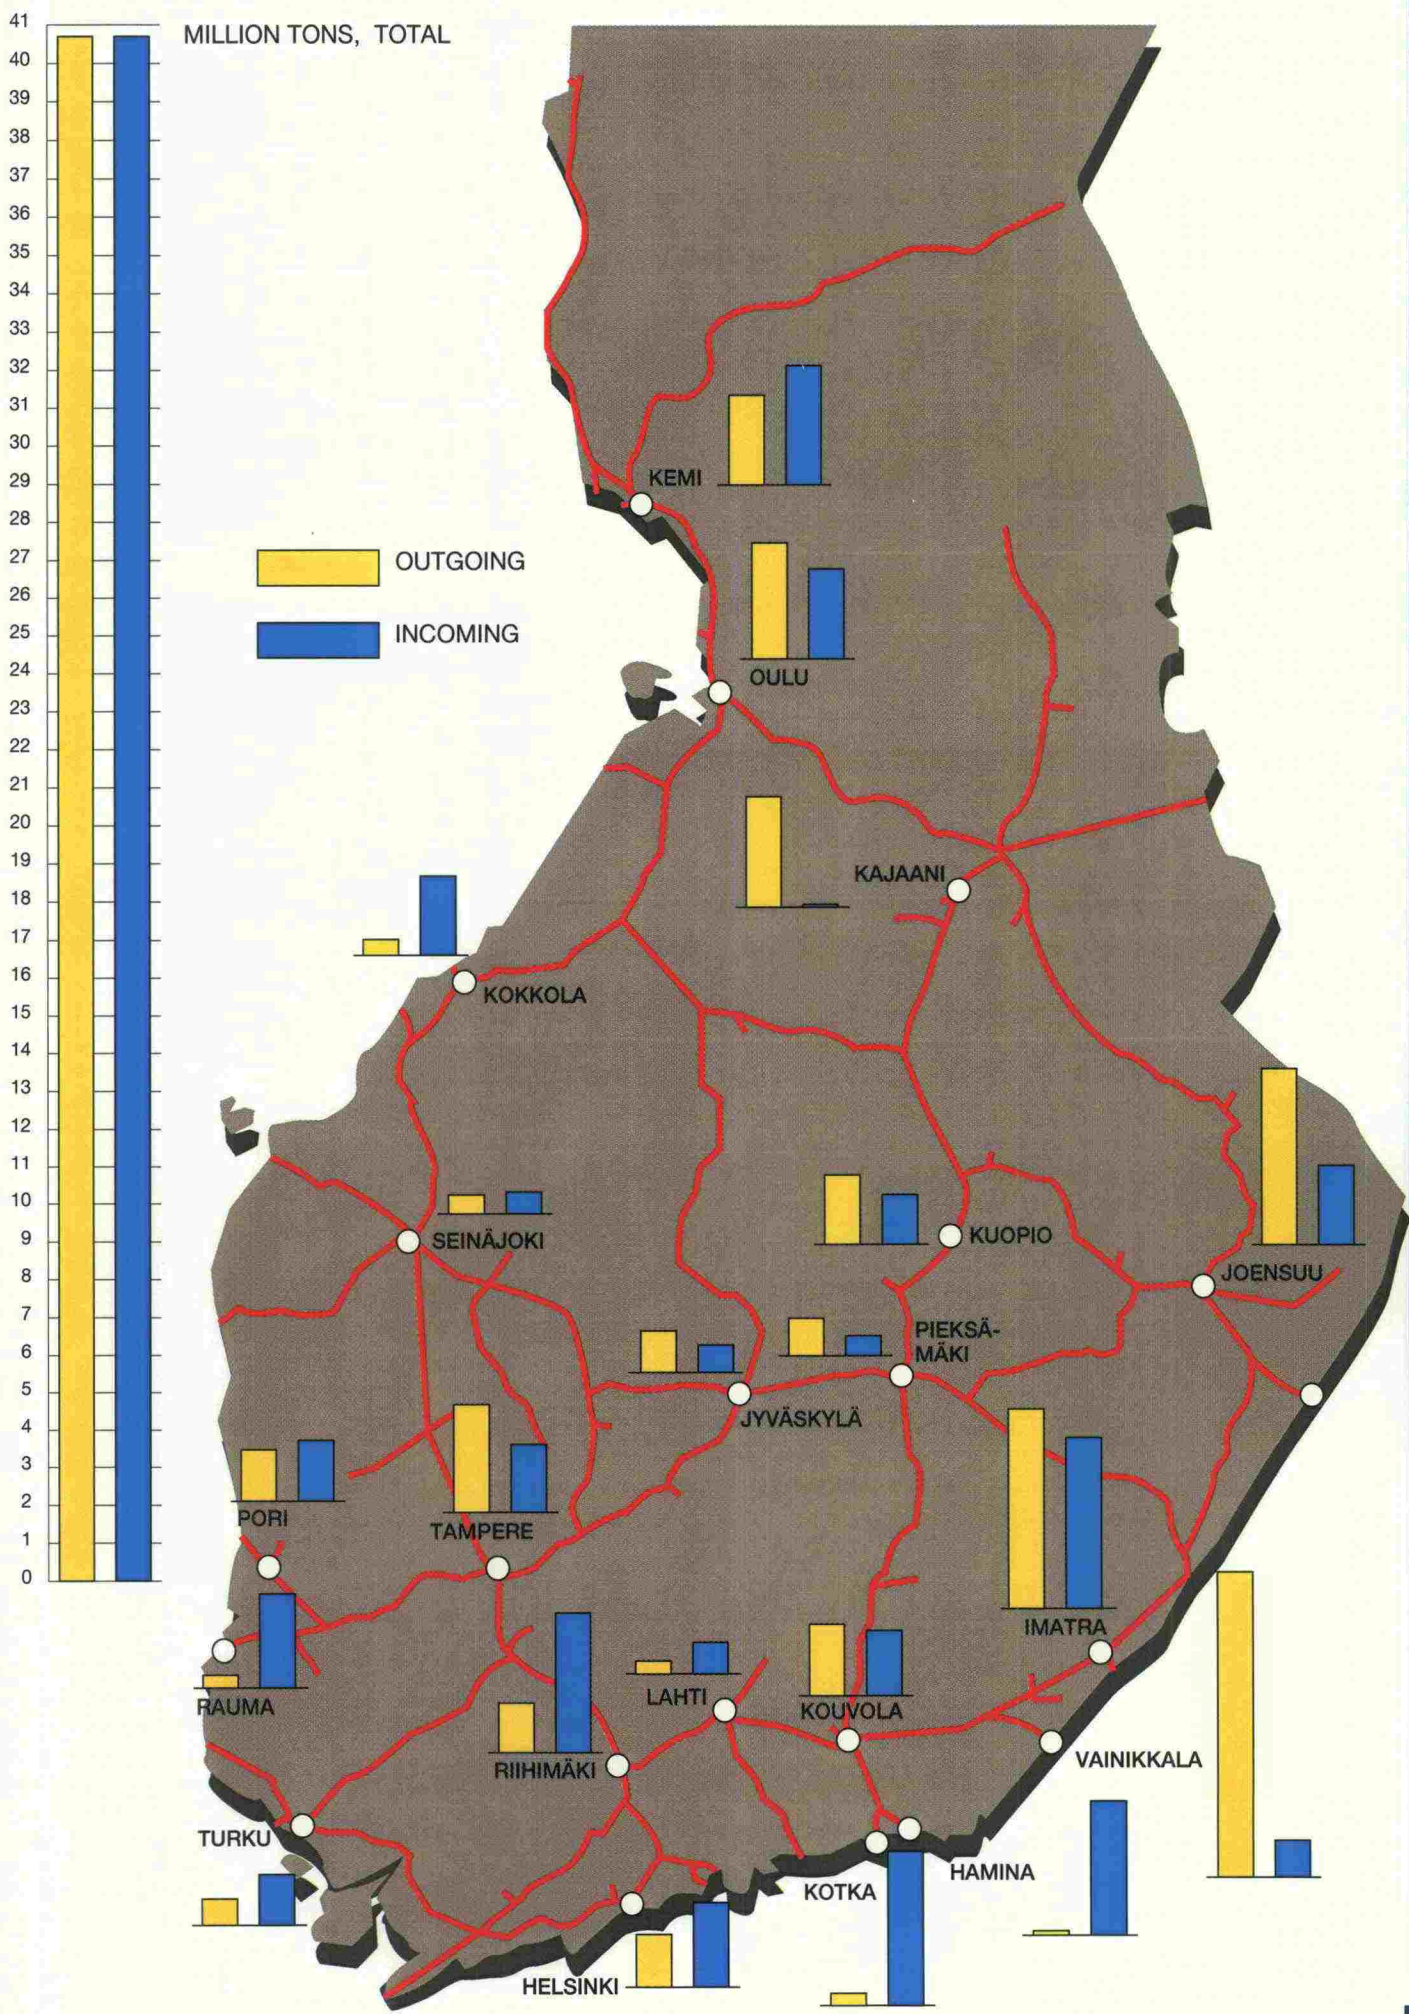 41
MILLION TONS, TOTAL
40
39
38
37
36
35
34
33
32
31
30
29
28
27
26
25
24
23
22
21
20
19
18
17
16
15
14
13
12
11
10
9
8
7
6
5
4
3
2
1
0
OUTGOING
INCOMING
KEMI
OULU
KAJAANI
KOKKOLA
SEINÄJOKI
KUOPIO
JOENSUU
PIEKSÄ-
MÄKI
JYVÄSKYLÄ
PORI
TAMPERE
IMATRA
RAUMA
LAHTI
KOUVOLA
RIIHIMÄKI
VAINIKKALA
TURKU
HAMINA
KOTKA
HELSINKI